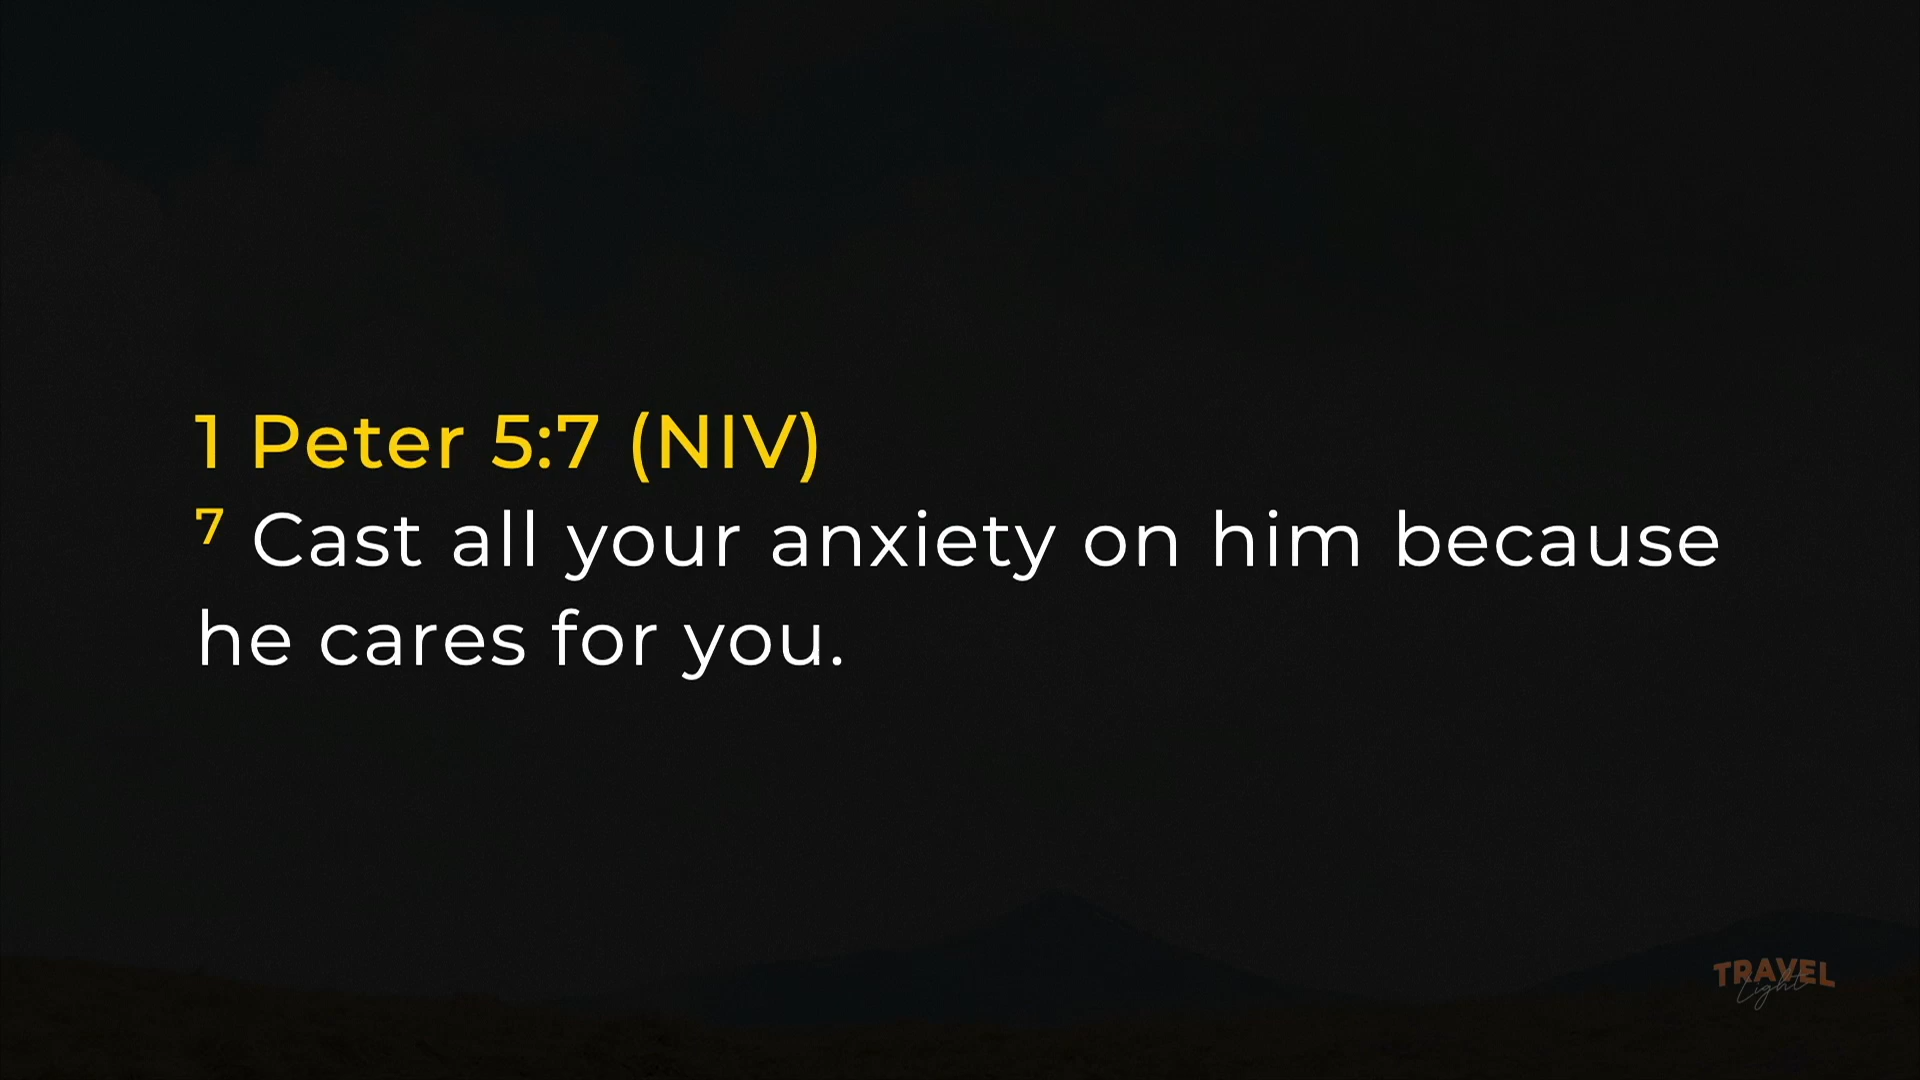 1 Peter 5:7 (NIV)
7 Cast all your anxiety on him because
he cares for you.
TRAVEL
Light